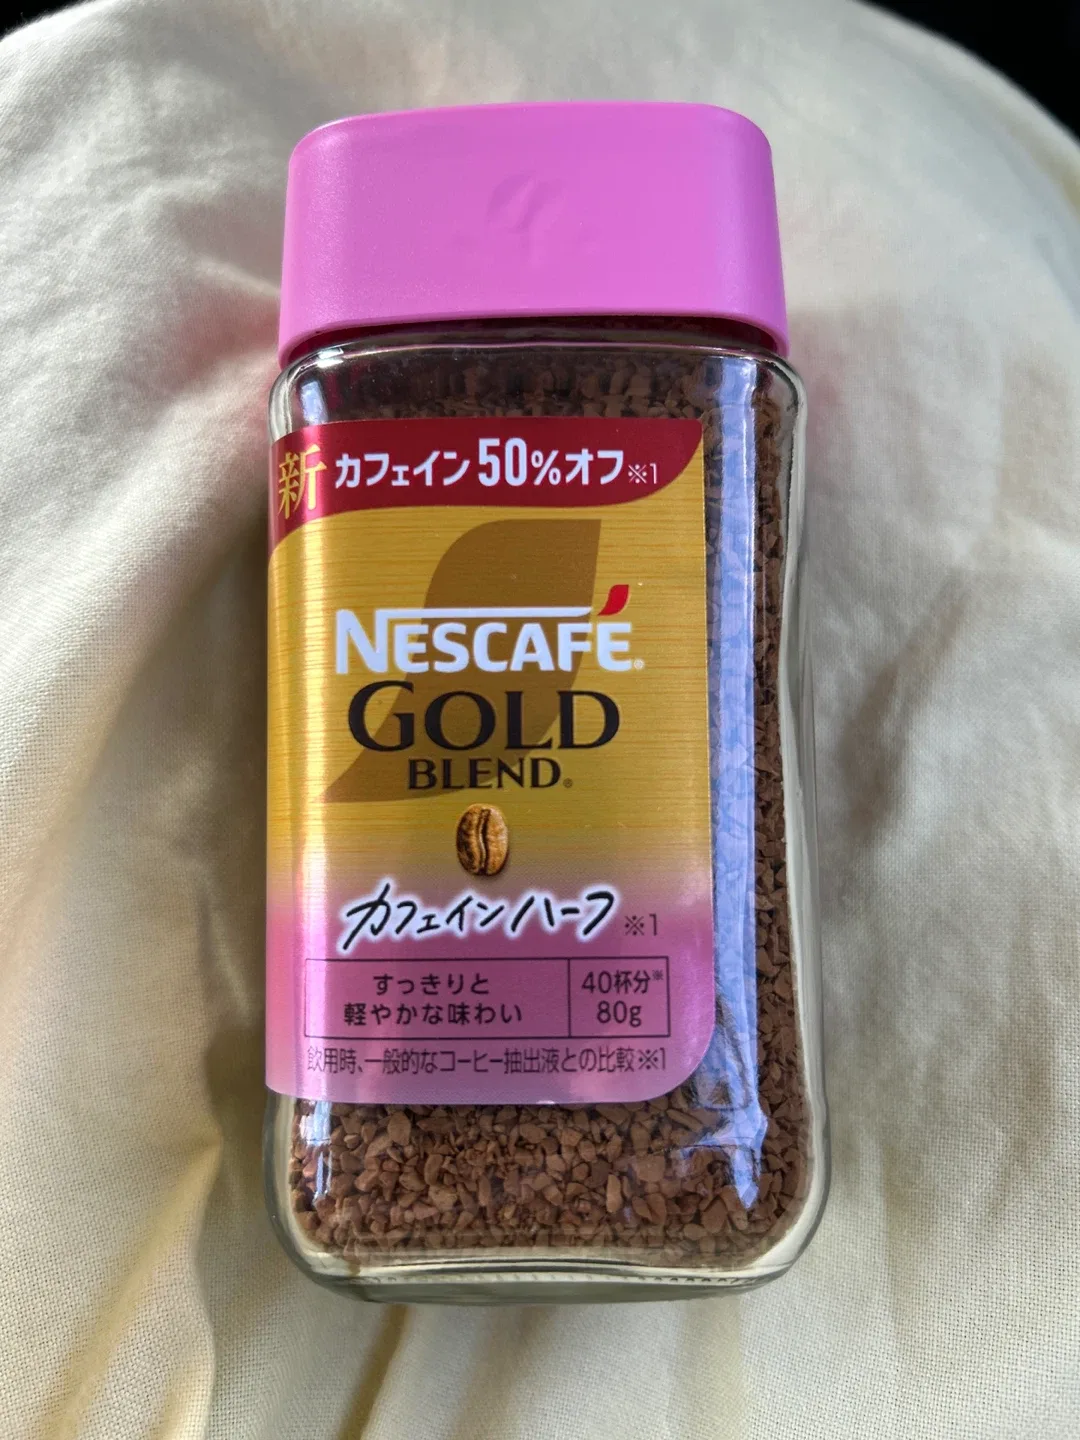 新 カフェイン50%オフ※1
NESCAFÉ®
GOLD
BLEND®
カフェインハーフ ※1
すっきりと
軽やかな味わい
40杯分※
80g
飲用時、一般的なコーヒー抽出液との比較※1